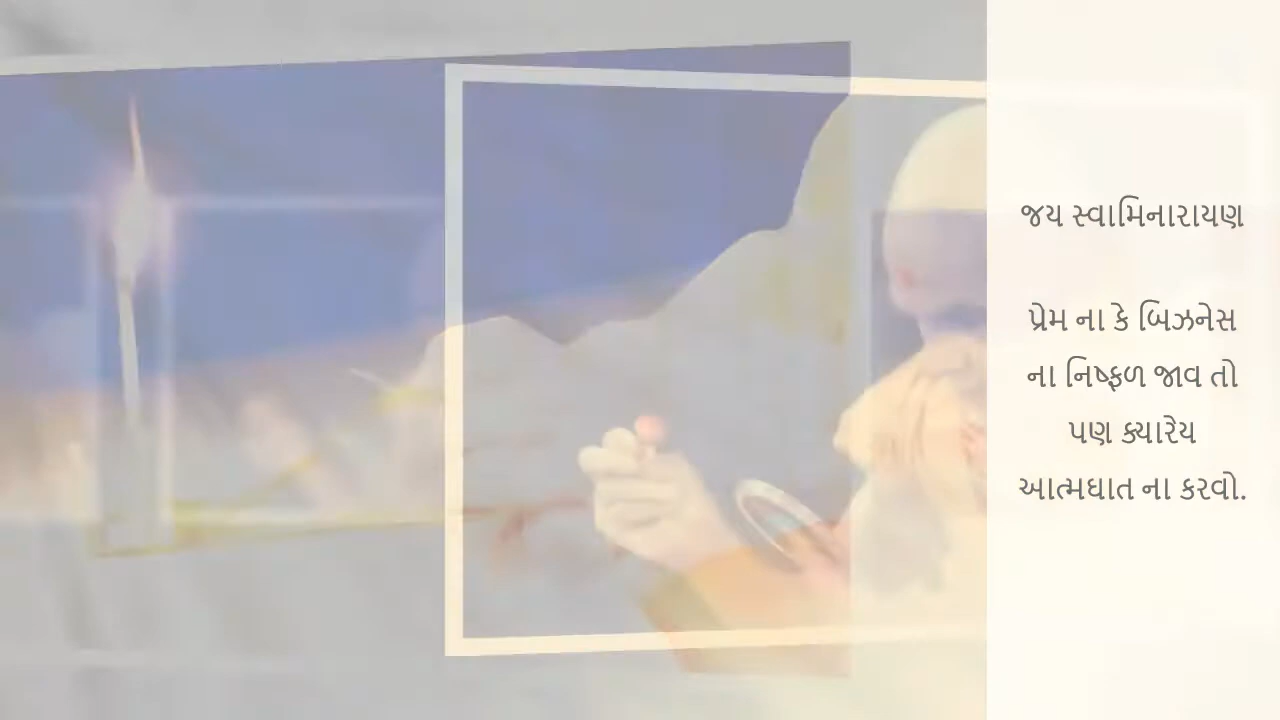 જય સ્વામિનારાયણ
પ્રેમ ના કે બિઝનેસ
ના નિષ્ફળ જાવ તો
પણ ક્યારેય
આત્મઘાત ના કરવો.